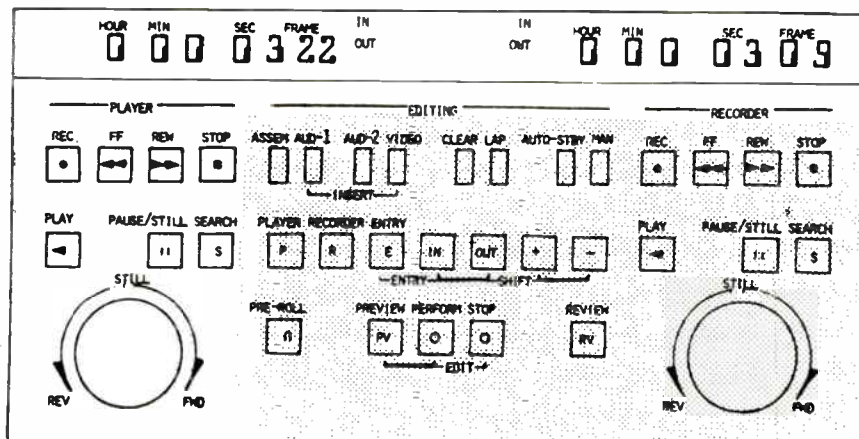 HOUR MIN SEC FRAME IN IN HOUR MIN SEC FRAME
0 0 0 3 22 OUT OUT 0 0 0 3 09
PLAYER EDITING RECORDER
REC FF REW STOP ASSEM AUD-1 AUD-2 VIDEO CLEAR LAP AUTO-STBY MAN REC FF REW STOP
INSERT
PLAY PAUSE/STILL SEARCH PLAYER RECORDER ENTRY PLAY PAUSE/STILL SEARCH
S P R E IN OUT + - S
ENTRY SHIFT
STILL STILL
PRE-ROLL PREVIEW PERFORM STOP REVIEW
PV RV
EDIT
REV FWD REV FWD